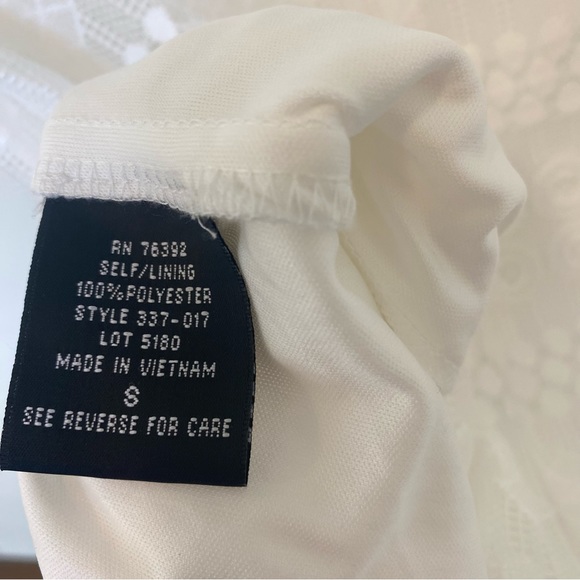 RN 76392
SELF/LINING
100%POLYESTER
STYLE 337-017
LOT 5180
MADE IN VIETNAM
S
SEE REVERSE FOR CARE